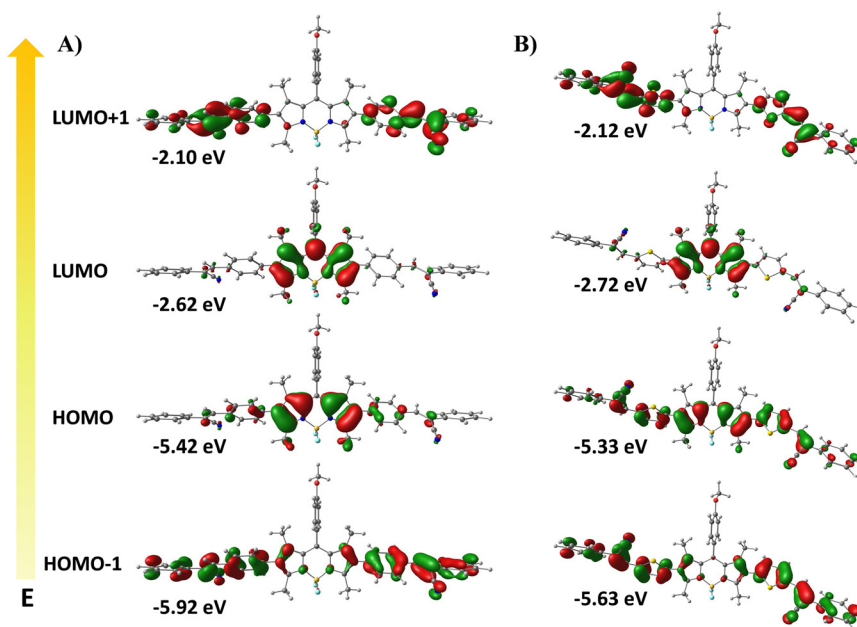 A)
B)
LUMO+1
-2.10 eV
-2.12 eV
LUMO
-2.62 eV
-2.72 eV
HOMO
-5.42 eV
-5.33 eV
HOMO-1
-5.92 eV
-5.63 eV
E